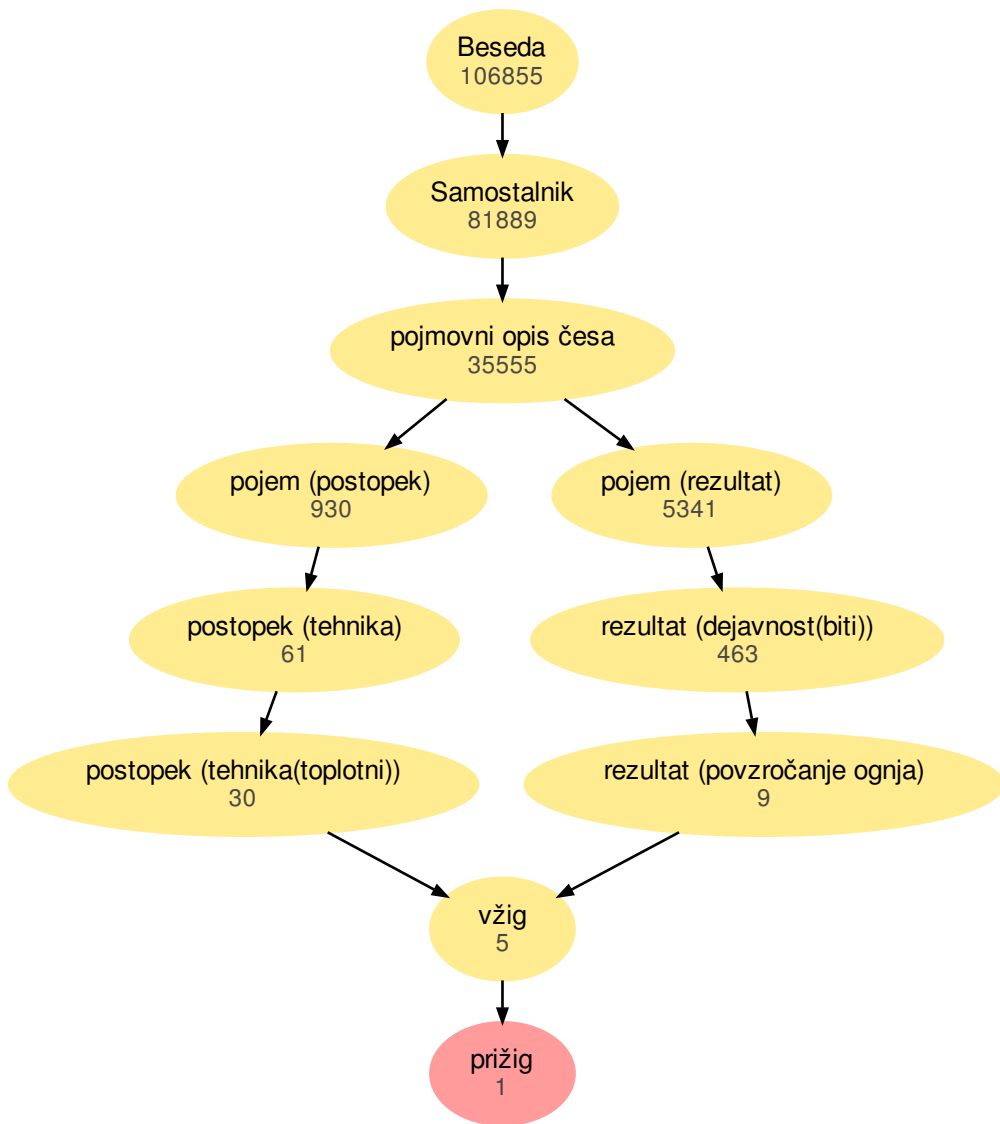 Beseda
106855
Samostalnik
81889
pojmovni opis česa
35555
pojem (postopek)
930
pojem (rezultat)
5341
postopek (tehnika)
61
rezultat (dejavnost(biti))
463
postopek (tehnika(toplotni))
30
rezultat (povzročanje ognja)
9
vžig
5
prižig
1